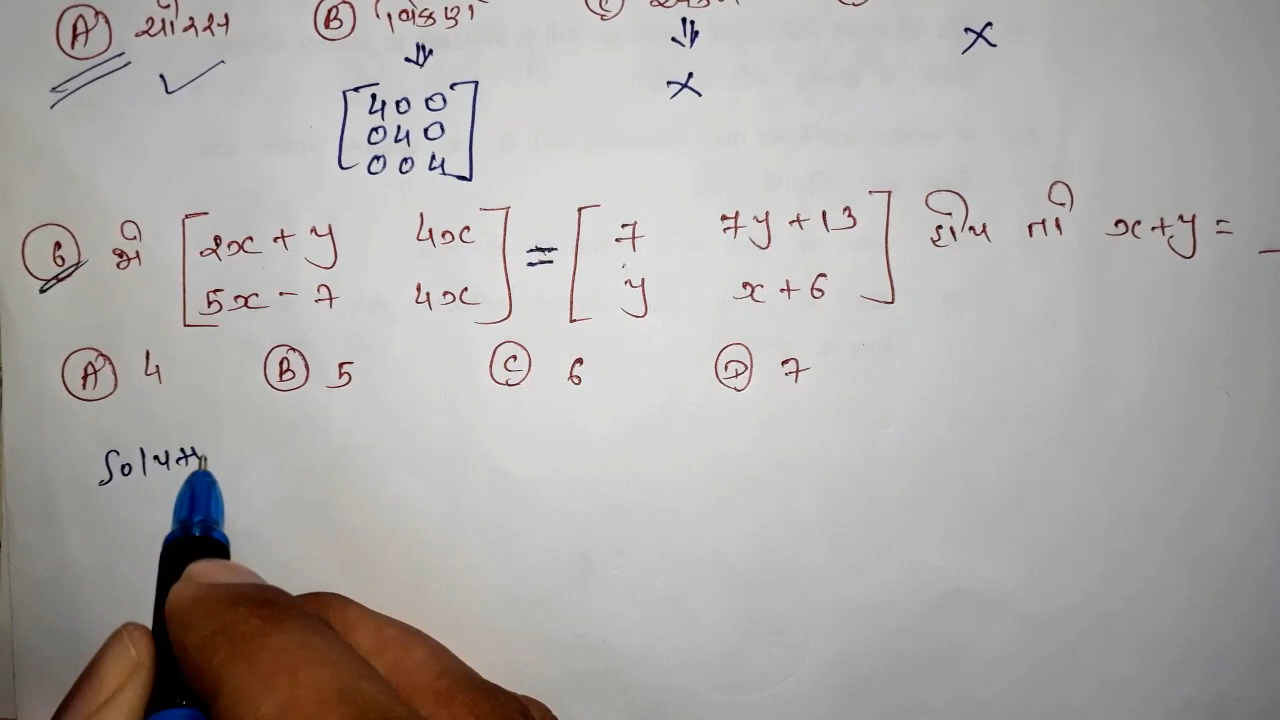 (A) ચોરસ (B) વિકર્ણ
[4 0 0
0 4 0
0 0 4]
× ×
(6) જો [2x + y 4x] = [7 7y + 13] હોય તો x+y = _
[5x - 7 4x] [y x + 6]
(A) 4 (B) 5 (C) 6 (D) 7